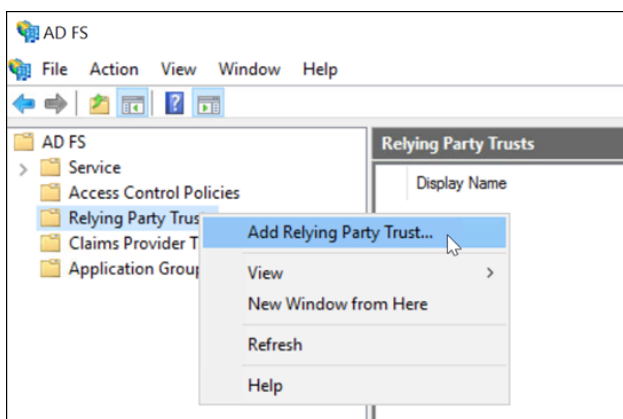 AD FS
File Action View Window Help
AD FS
Relying Party Trusts
Service
Display Name
Access Control Policies
Relying Party Trus
Claims Provider T
Application Group
Add Relying Party Trust...
View
New Window from Here
Refresh
Help